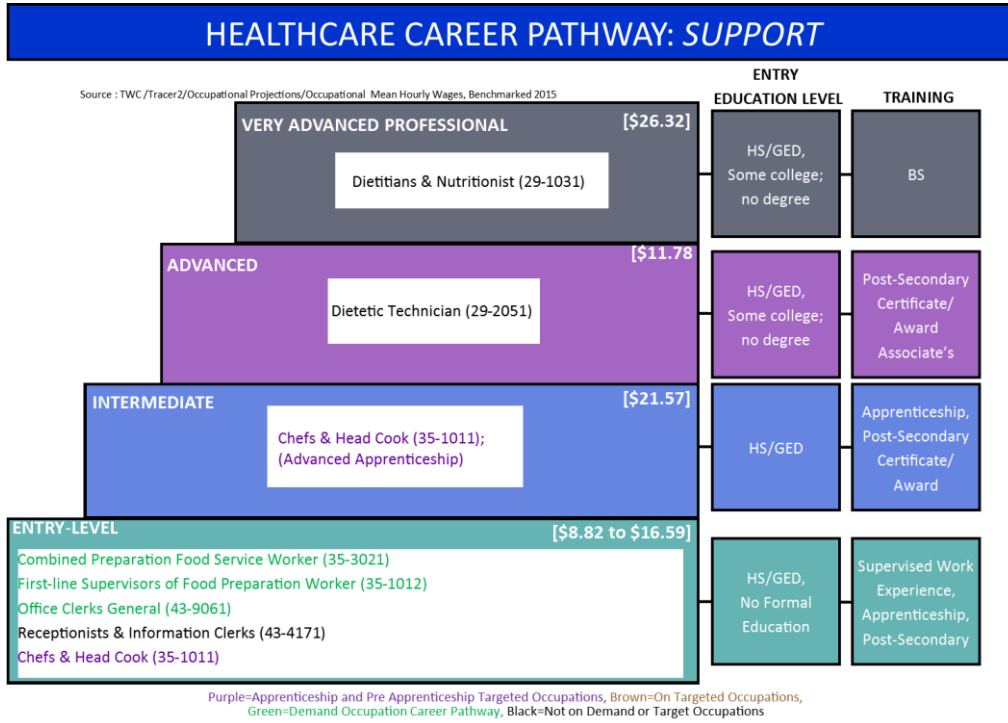 HEALTHCARE CAREER PATHWAY: SUPPORT
ENTRY
EDUCATION LEVEL
TRAINING
Source : TWC /Tracer2/Occupational Projections/Occupational Mean Hourly Wages, Benchmarked 2015
VERY ADVANCED PROFESSIONAL
[$26.32]
Dietitians & Nutritionist (29-1031)
HS/GED,
Some college;
no degree
BS
ADVANCED
[$11.78
Dietetic Technician (29-2051)
HS/GED,
Some college;
no degree
Post-Secondary
Certificate/
Award
Associate’s
INTERMEDIATE
[$21.57]
Chefs & Head Cook (35-1011);
(Advanced Apprenticeship)
HS/GED
Apprenticeship,
Post-Secondary
Certificate/
Award
ENTRY-LEVEL
[$8.82 to $16.59]
Combined Preparation Food Service Worker (35-3021)
First-line Supervisors of Food Preparation Worker (35-1012)
Office Clerks General (43-9061)
Receptionists & Information Clerks (43-4171)
Chefs & Head Cook (35-1011)
HS/GED,
No Formal
Education
Supervised Work
Experience,
Apprenticeship,
Post-Secondary
Purple=Apprenticeship and Pre Apprenticeship Targeted Occupations, Brown=On Targeted Occupations,
Green=Demand Occupation Career Pathway, Black=Not on Demand or Target Occupations